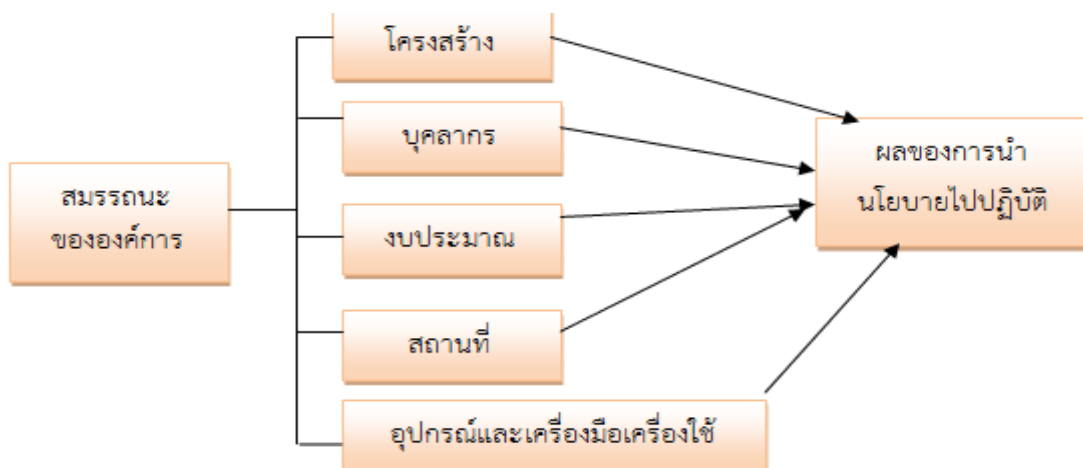 โครงสร้าง
บุคลากร
สมรรถนะ
ขององค์การ
งบประมาณ
สถานที่
อุปกรณ์และเครื่องมือเครื่องใช้
ผลของการนำ
นโยบายไปปฏิบัติ